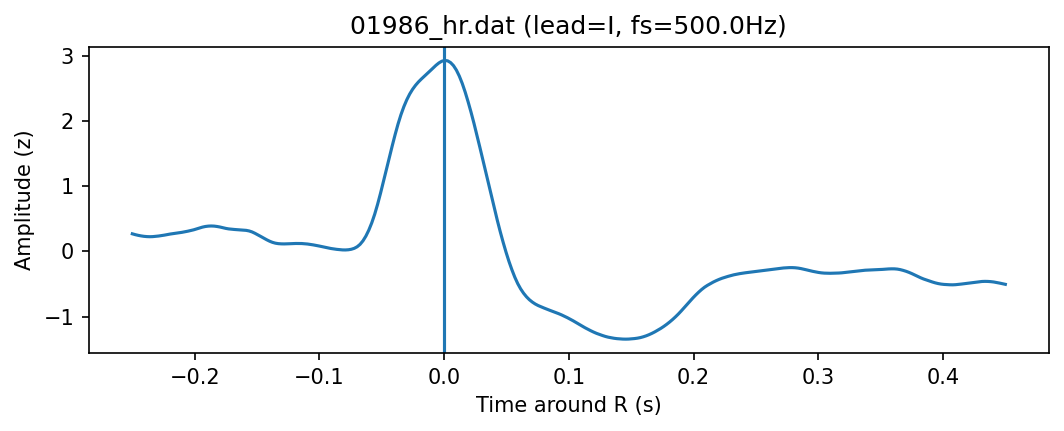 01986_hr.dat (lead=I, fs=500.0Hz)
Amplitude (z)
3
2
1
0
−1
−0.2 −0.1 0.0 0.1 0.2 0.3 0.4
Time around R (s)